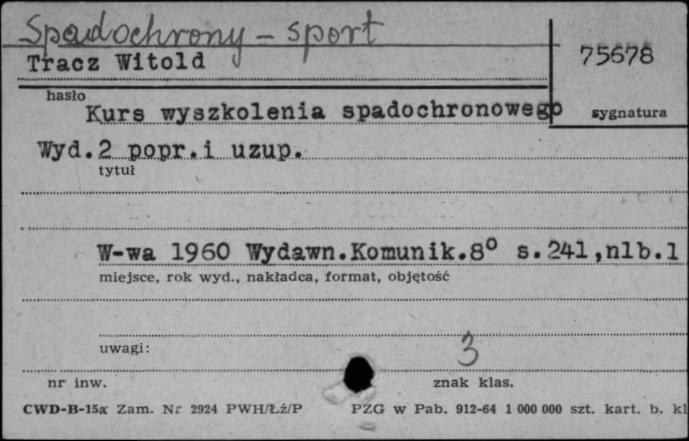 Spadochrony – sport
Tracz Witold
75678
hasło
Kurs wyszkolenia spadochronowego
sygnatura
Wyd.2 popr.i uzup.
tytuł
W-wa 1960 Wydawn.Komunik.8° s.241,nlb.1
miejsce, rok wyd., nakładca, format, objętość
uwagi:
3
nr inw.
znak klas.
CWD-B-15a Zam. Nr 2924 PWH/Łź/P PZG w Pab. 912-64 1 000 000 szt. kart. b. kl